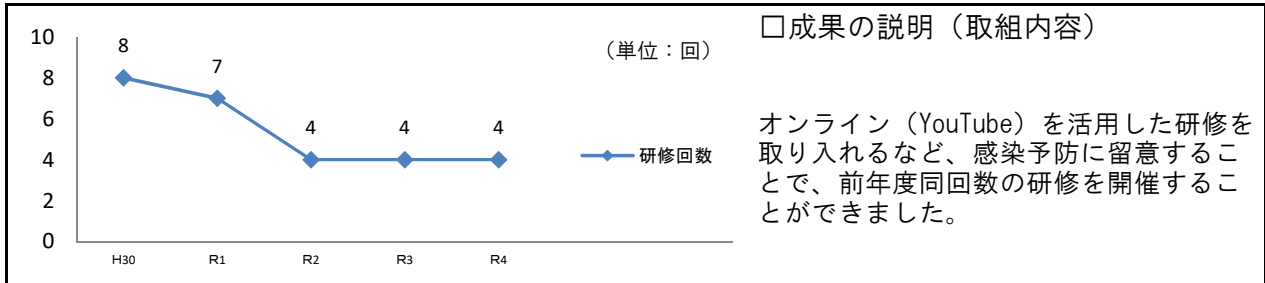 10
8
6
4
2
0
8
7
4
4
4
(単位:回)
研修回数
H30
R1
R2
R3
R4
□成果の説明(取組内容)
オンライン(YouTube)を活用した研修を
取り入れるなど、感染予防に留意するこ
とで、前年度同回数の研修を開催するこ
とができました。